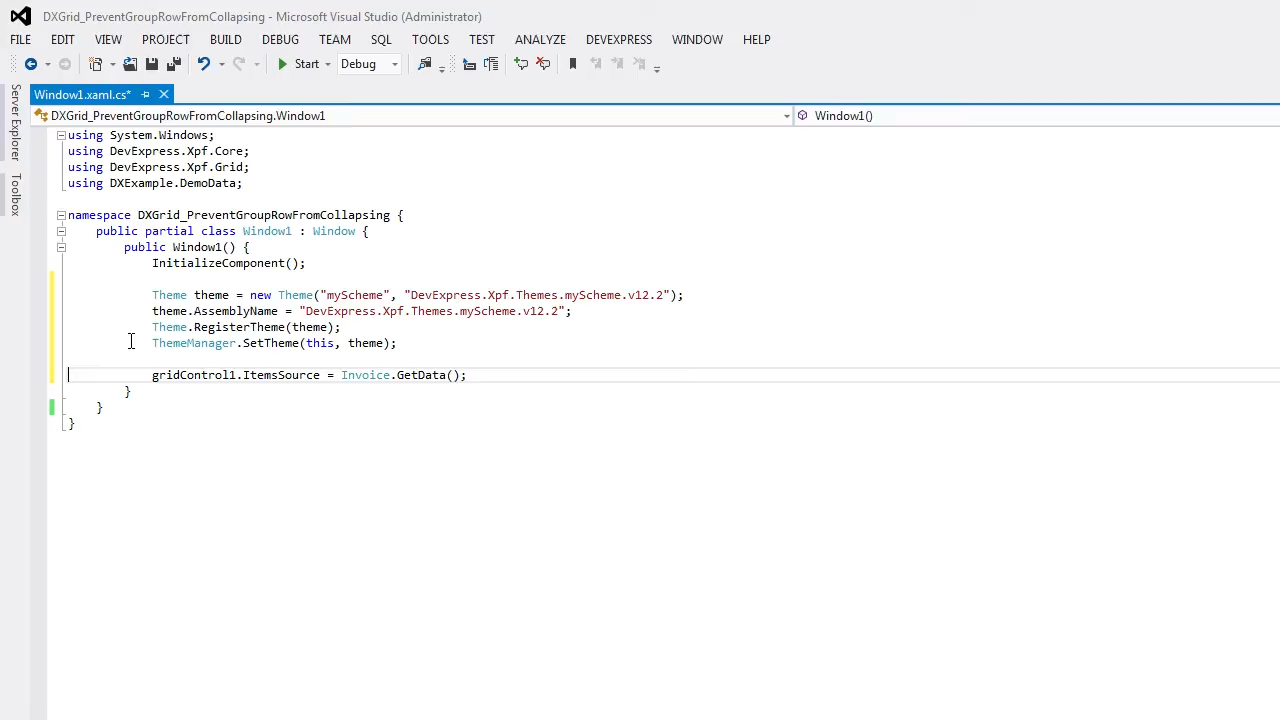 DXGrid_PreventGroupRowFromCollapsing - Microsoft Visual Studio (Administrator)
FILE EDIT VIEW PROJECT BUILD DEBUG TEAM SQL TOOLS TEST ANALYZE DEVEXPRESS WINDOW HELP
Start Debug
Server Explorer
Toolbox
Window1.xaml.cs*
DXGrid_PreventGroupRowFromCollapsing.Window1 Window1()
using System.Windows;
using DevExpress.Xpf.Core;
using DevExpress.Xpf.Grid;
using DXExample.DemoData;
namespace DXGrid_PreventGroupRowFromCollapsing {
public partial class Window1 : Window {
public Window1() {
InitializeComponent();
Theme theme = new Theme("myScheme", "DevExpress.Xpf.Themes.myScheme.v12.2");
theme.AssemblyName = "DevExpress.Xpf.Themes.myScheme.v12.2";
Theme.RegisterTheme(theme);
ThemeManager.SetTheme(this, theme);
gridControl1.ItemsSource = Invoice.GetData();
}
}
}